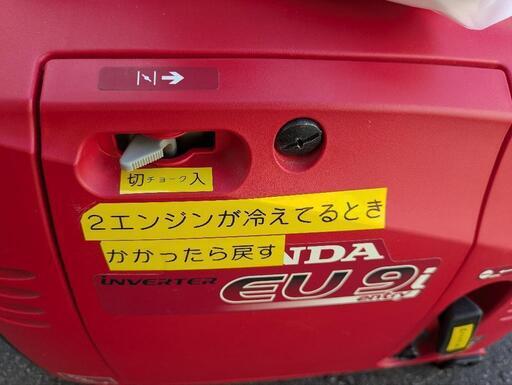 切チョーク入
２エンジンが冷えてるとき
かかったら戻す
NDA
INVERTER
EU 9i
entry